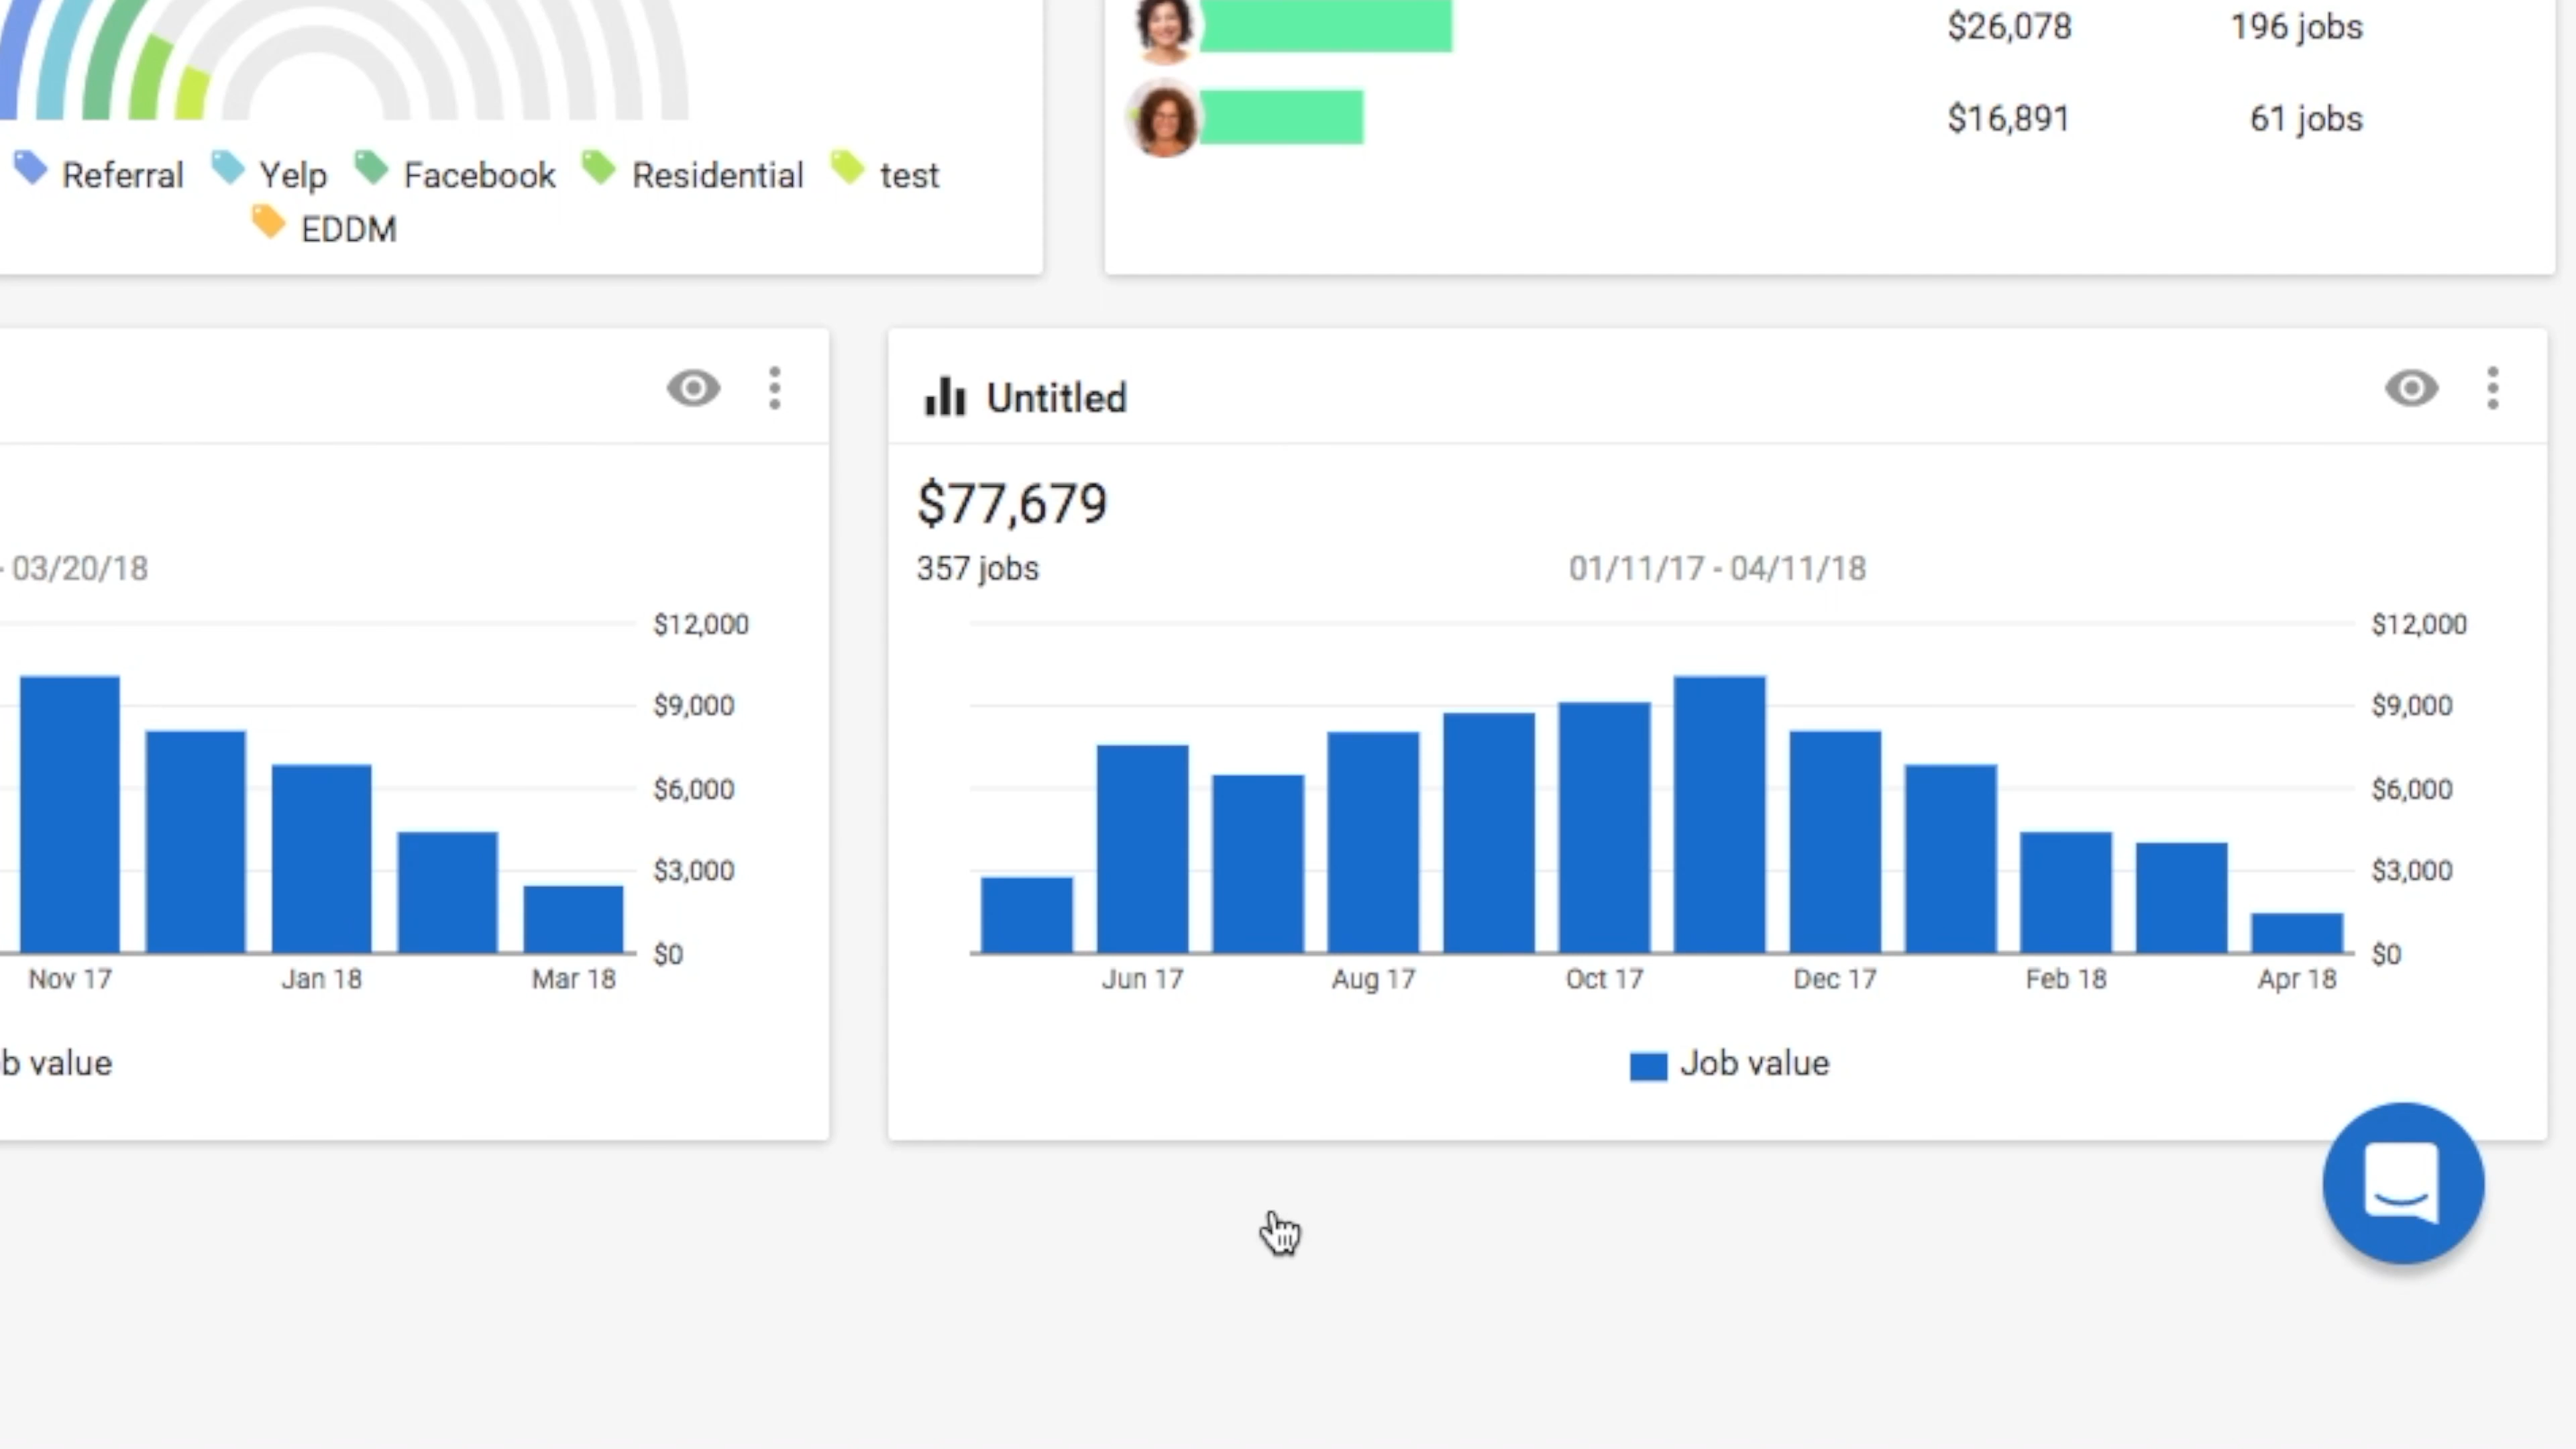 $26,078 196 jobs
$16,891 61 jobs
Referral Yelp Facebook Residential test
EDDM
- 03/20/18
$12,000
$9,000
$6,000
$3,000
$0
Nov 17 Jan 18 Mar 18
b value
Untitled
$77,679
357 jobs
01/11/17 - 04/11/18
$12,000
$9,000
$6,000
$3,000
$0
Jun 17 Aug 17 Oct 17 Dec 17 Feb 18 Apr 18
Job value